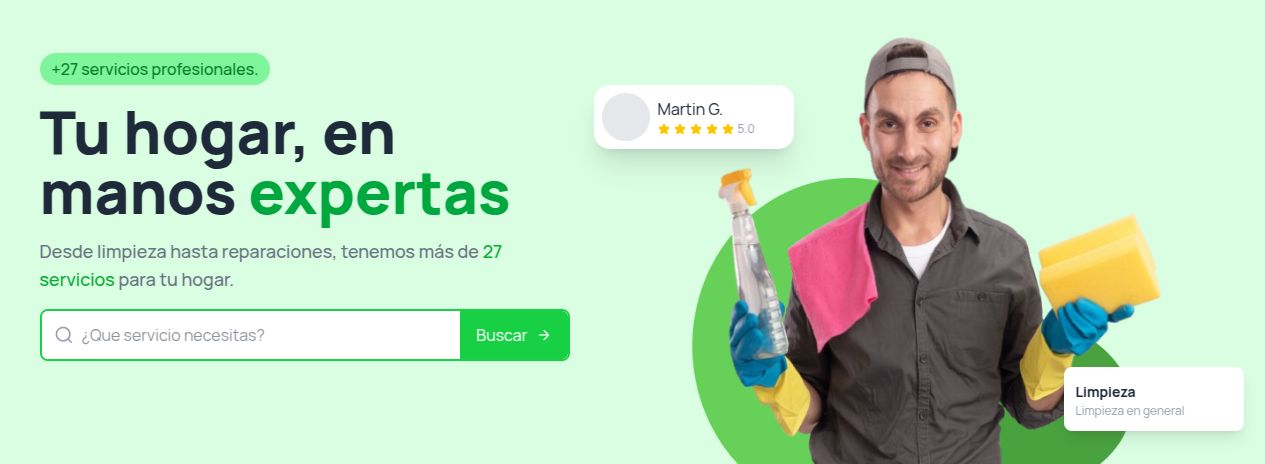 +27 servicios profesionales.
Tu hogar, en
manos expertas
Desde limpieza hasta reparaciones, tenemos más de 27
servicios para tu hogar.
¿Que servicio necesitas?
Buscar →
Martin G.
★★★★★ 5.0
Limpieza
Limpieza en general